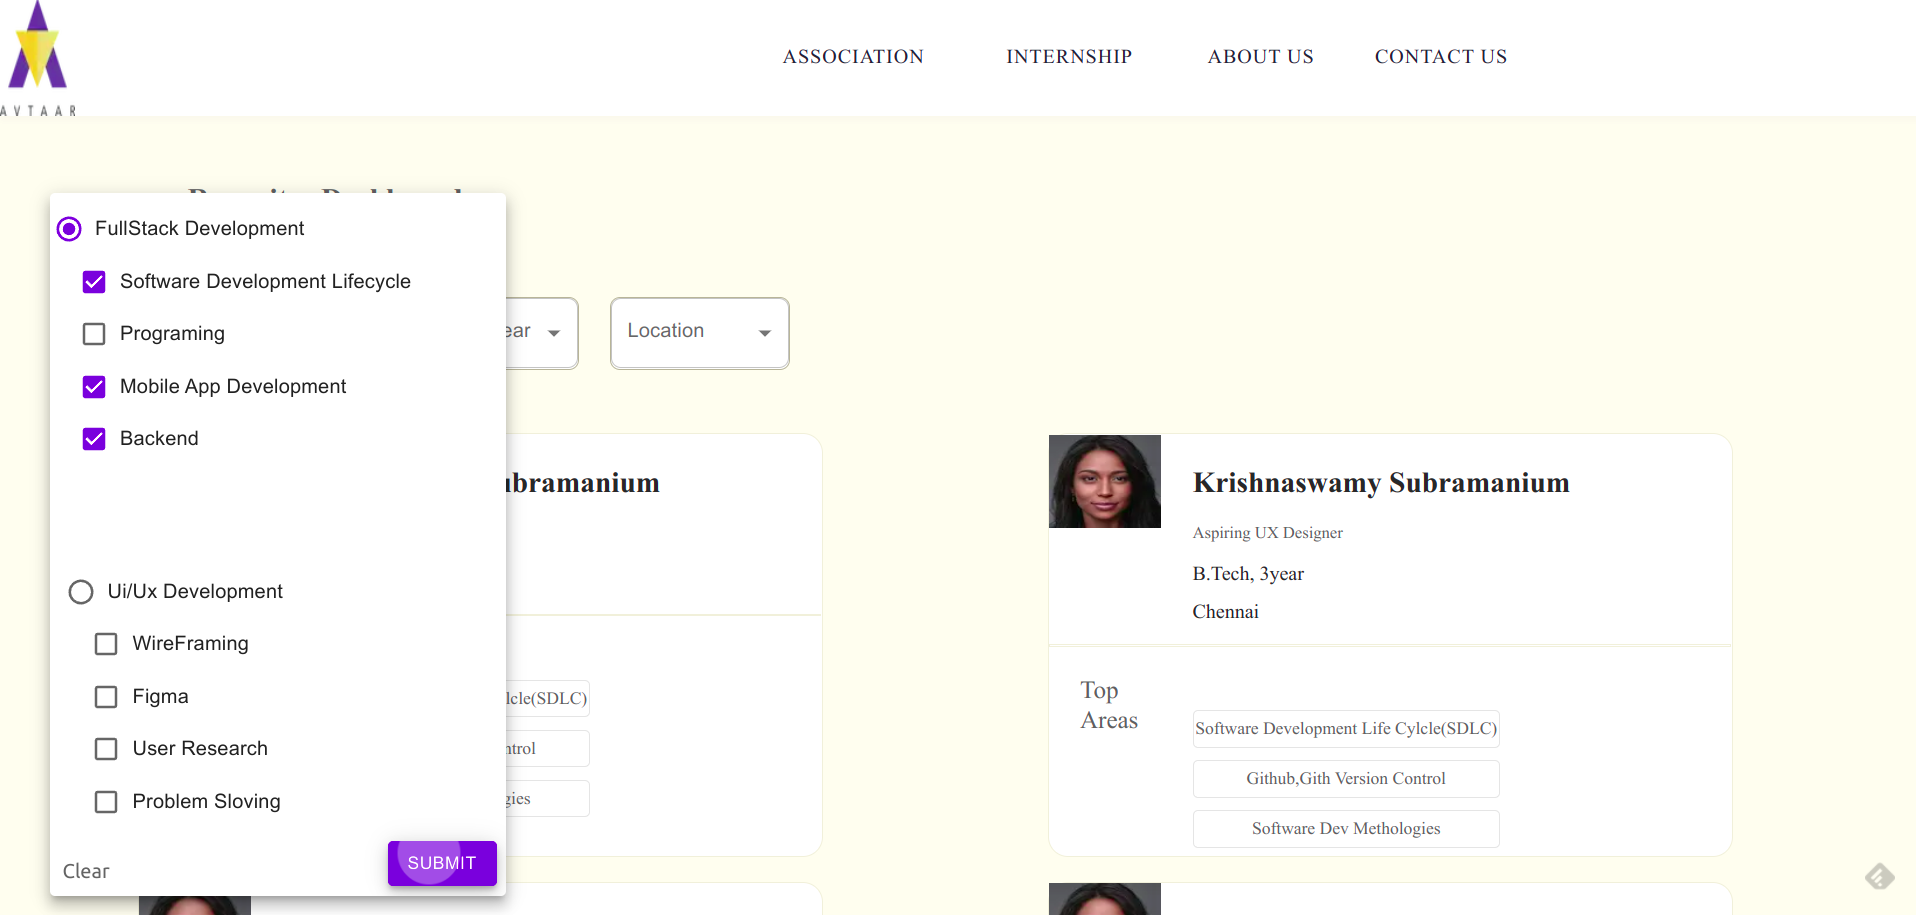 AVTAAR
ASSOCIATION INTERNSHIP ABOUT US CONTACT US
FullStack Development
Software Development Lifecycle
Programing
Mobile App Development
Backend
Ui/Ux Development
WireFraming
Figma
User Research
Problem Sloving
Clear
SUBMIT
ear
Location
ubramanium
lcle(SDLC)
ntrol
gies
Krishnaswamy Subramanium
Aspiring UX Designer
B.Tech, 3year
Chennai
Top
Areas
Software Development Life Cylcle(SDLC)
Github,Gith Version Control
Software Dev Methologies